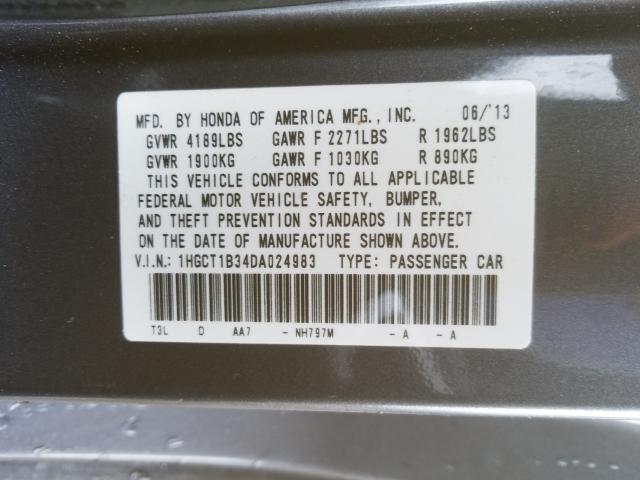 MFD. BY HONDA OF AMERICA MFG., INC. 06/'13
GVWR 4189LBS GAWR F 2271LBS R 1962LBS
GVWR 1900KG GAWR F 1030KG R 890KG
THIS VEHICLE CONFORMS TO ALL APPLICABLE
FEDERAL MOTOR VEHICLE SAFETY, BUMPER,
AND THEFT PREVENTION STANDARDS IN EFFECT
ON THE DATE OF MANUFACTURE SHOWN ABOVE.
V.I.N.: 1HGCT1B34DA024983 TYPE: PASSENGER CAR
T3L D AA7 - NH797M - A - A